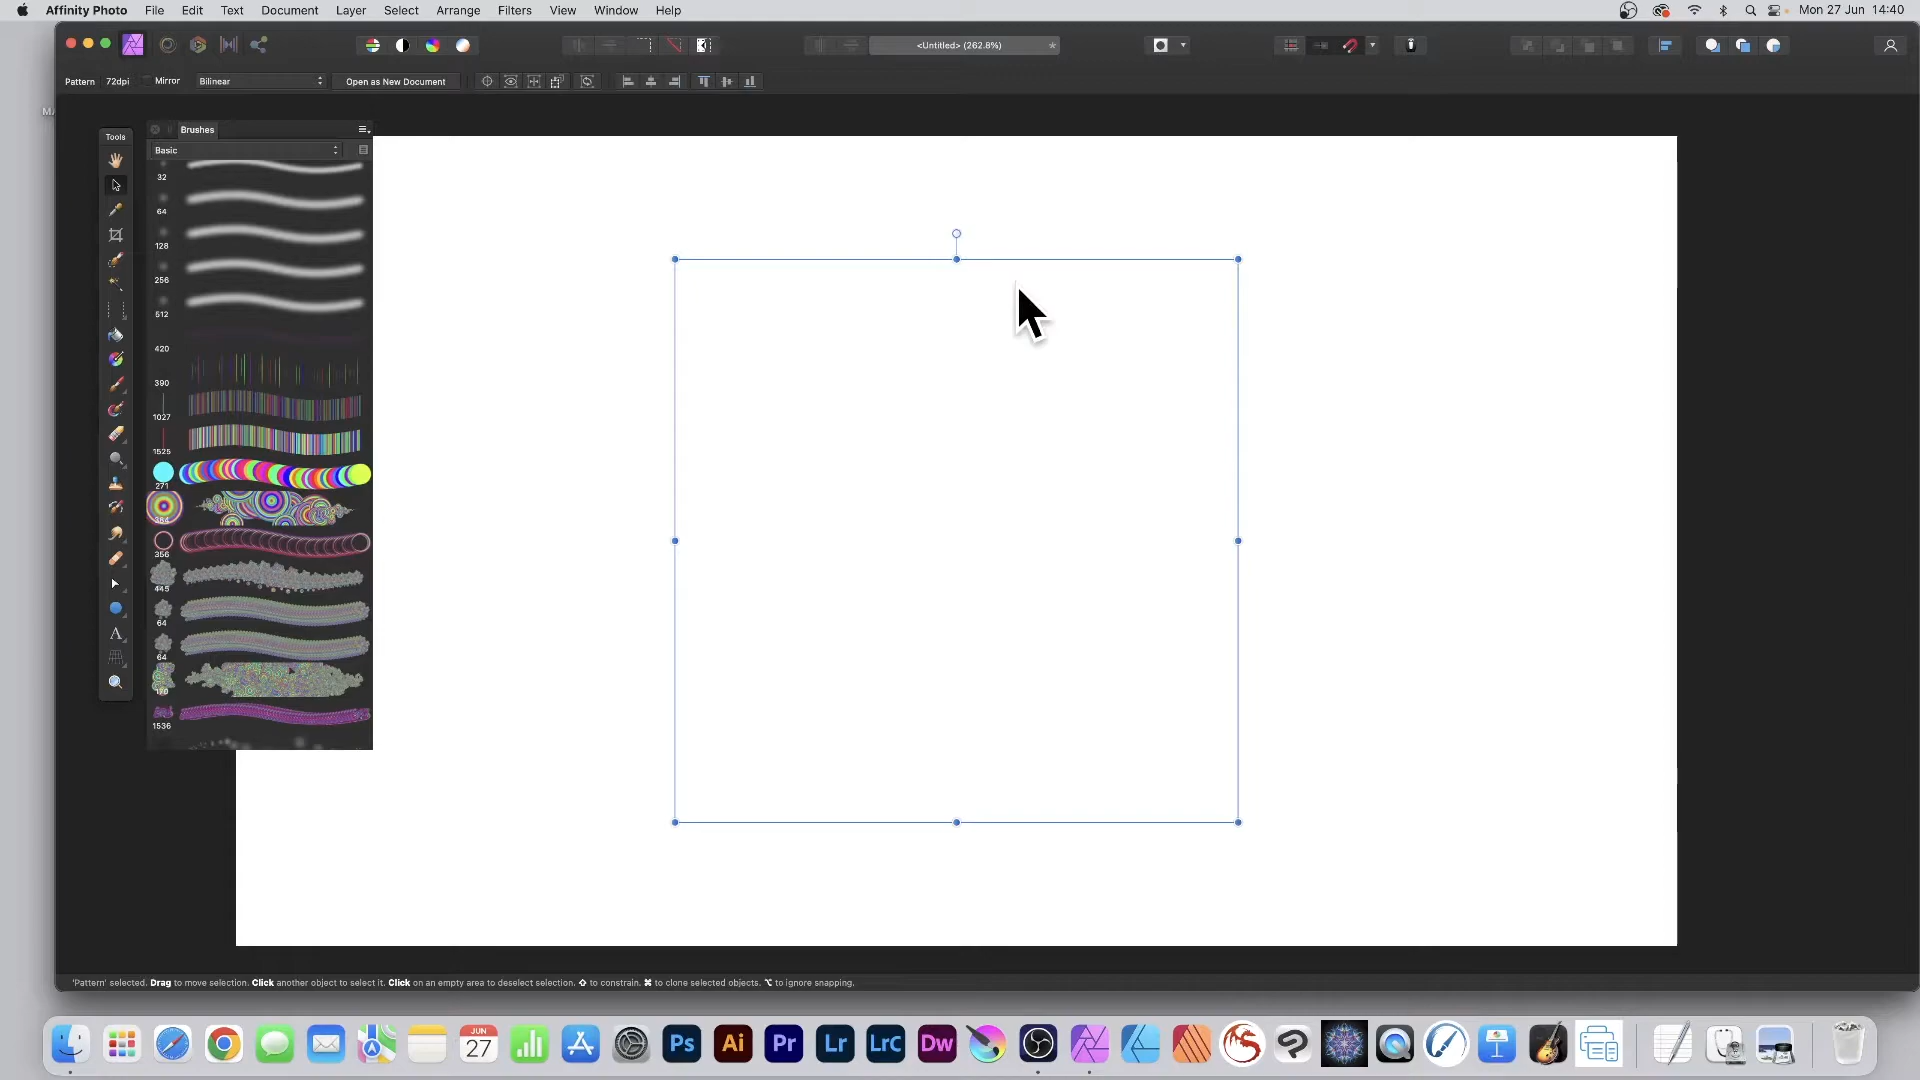 Affinity Photo File Edit Text Document Layer Select Arrange Filters View Window Help Mon 27 Jun 14:40
<Untitled> (262.8%)
Pattern 72dpi Mirror Bilinear Open as New Document
Tools
Brushes
Basic
32
64
128
256
512
420
390
1027
1525
271
384
356
445
64
64
170
1536
A
'Pattern' selected. Drag to move selection. Click another object to select it. Click on an empty area to deselect selection. ⇧ to constrain. ⌘ to clone selected objects. ⌥ to ignore snapping.
JUN
27
Ps Ai Pr Lr LrC Dw